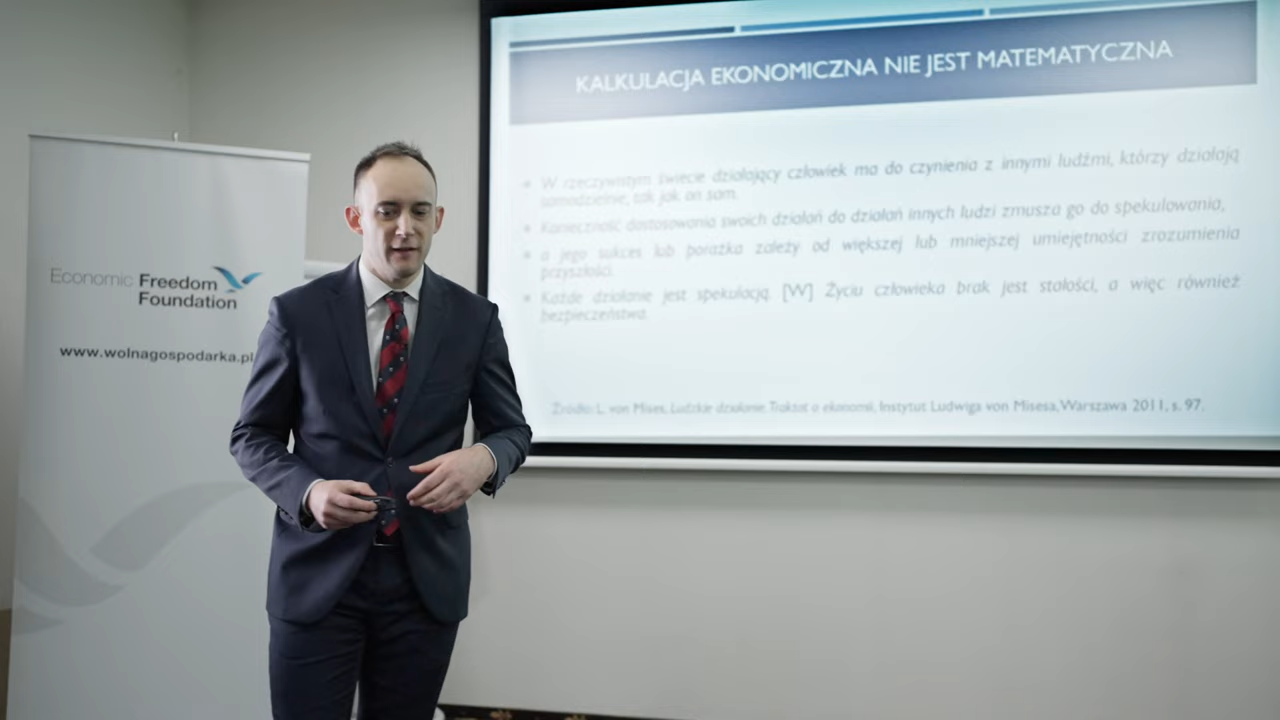 Economic Freedom
Foundation
www.wolnagospodarka.pl
KALKULACJA EKONOMICZNA NIE JEST MATEMATYCZNA
W rzeczywistym świecie działający człowiek ma do czynienia z innymi ludźmi, którzy działają
samodzielnie, tak jak on sam.
Konieczność dostosowania swoich działań do działań innych ludzi zmusza go do spekulowania,
a jego sukces lub porażka zależy od większej lub mniejszej umiejętności zrozumienia
przyszłości.
Każde działanie jest spekulacją. [W] Życiu człowieka brak jest stałości, a więc również
bezpieczeństwa.
Źródło: L. von Mises, Ludzkie działanie. Traktat o ekonomii, Instytut Ludwiga von Misesa, Warszawa 2011, s. 97.